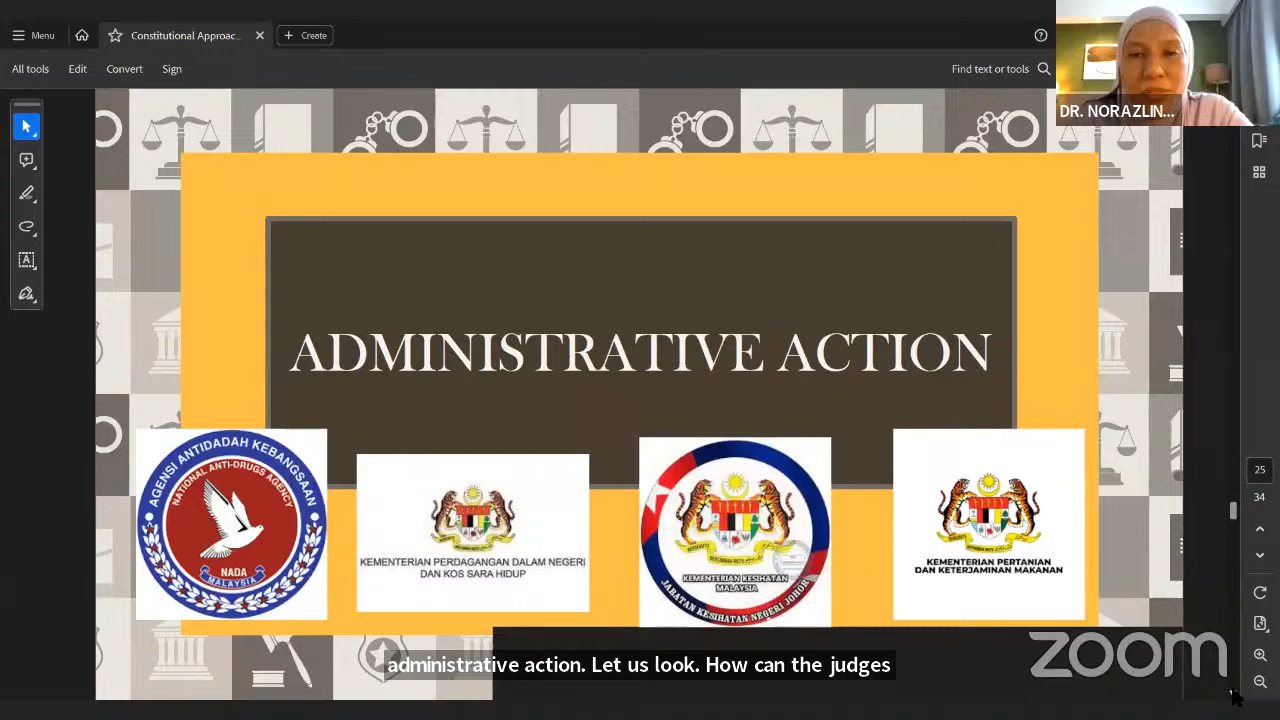 Menu
Constitutional Approac...
Create
All tools
Edit
Convert
Sign
Find text or tools
DR. NORAZLIN...
ADMINISTRATIVE ACTION
AGENSI ANTIDADAH KEBANGSAAN
NATIONAL ANTI-DRUGS AGENCY
NADA
MALAYSIA
KEMENTERIAN PERDAGANGAN DALAM NEGERI
DAN KOS SARA HIDUP
KEMENTERIAN KESIHATAN
MALAYSIA
JABATAN KESIHATAN NEGERI JOHOR
KEMENTERIAN PERTANIAN
DAN KETERJAMINAN MAKANAN
25
34
administrative action. Let us look. How can the judges
zoom